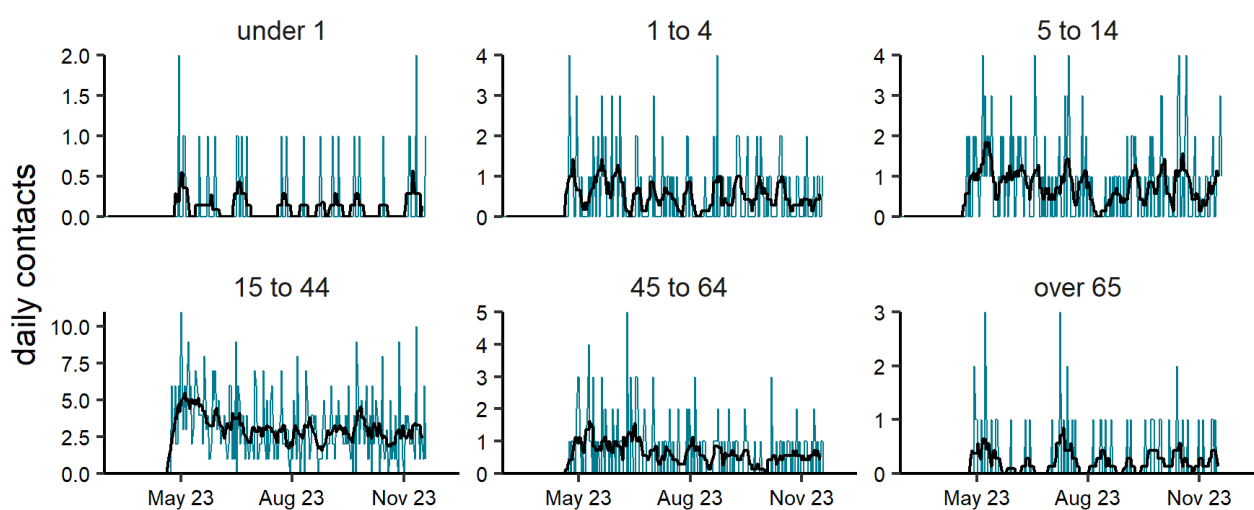 under 1
1 to 4
5 to 14
2.0
1.5
1.0
0.5
0.0
4
3
2
1
0
4
3
2
1
0
daily contacts
15 to 44
45 to 64
over 65
10.0
7.5
5.0
2.5
0.0
5
4
3
2
1
0
3
2
1
0
May 23
Aug 23
Nov 23
May 23
Aug 23
Nov 23
May 23
Aug 23
Nov 23